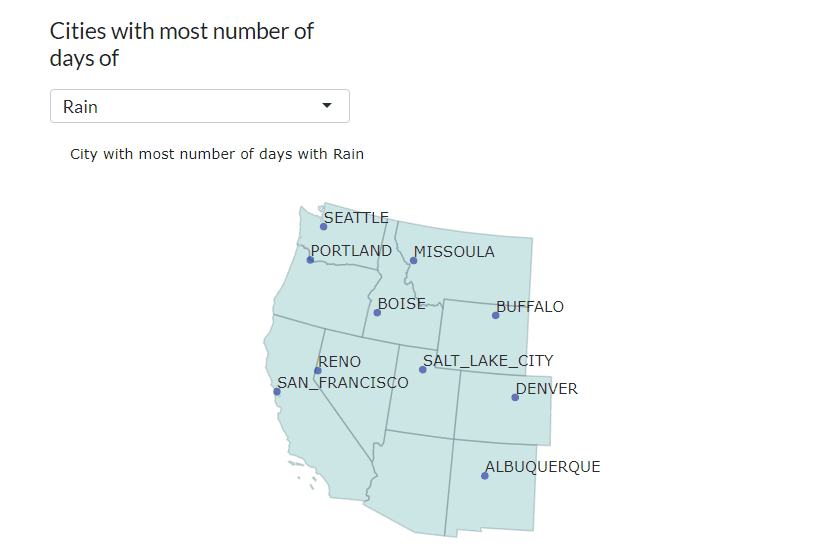 Cities with most number of
days of
Rain
City with most number of days with Rain
SEATTLE
PORTLAND
MISSOULA
BOISE
BUFFALO
RENO
SALT_LAKE_CITY
SAN_FRANCISCO
DENVER
ALBUQUERQUE